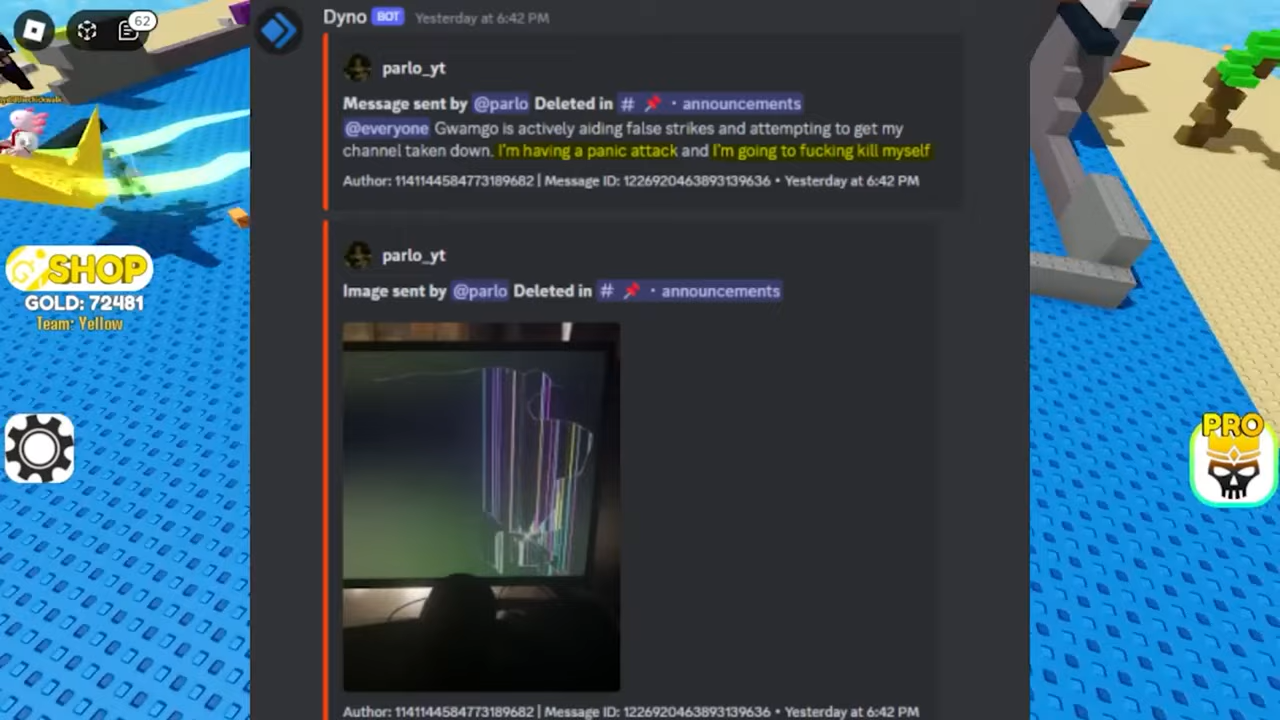 62
Dyno BOT Yesterday at 6:42 PM
parlo_yt
Message sent by @parlo Deleted in # 📌 · announcements
@everyone Gwamgo is actively aiding false strikes and attempting to get my
channel taken down. I'm having a panic attack and I'm going to fucking kill myself
Author: 1141144584773189682 | Message ID: 1226920463893139636 • Yesterday at 6:42 PM
parlo_yt
Image sent by @parlo Deleted in # 📌 · announcements
SHOP
GOLD: 72481
Team: Yellow
PRO
Author: 1141144584773189682 | Message ID: 1226920463893139636 • Yesterday at 6:42 PM